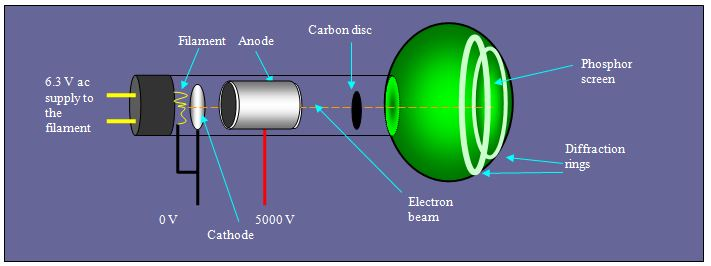 Carbon disc
Filament
Anode
Phosphor
screen
6.3 V ac
supply to
the
filament
Diffraction
rings
Electron
beam
0 V
5000 V
Cathode